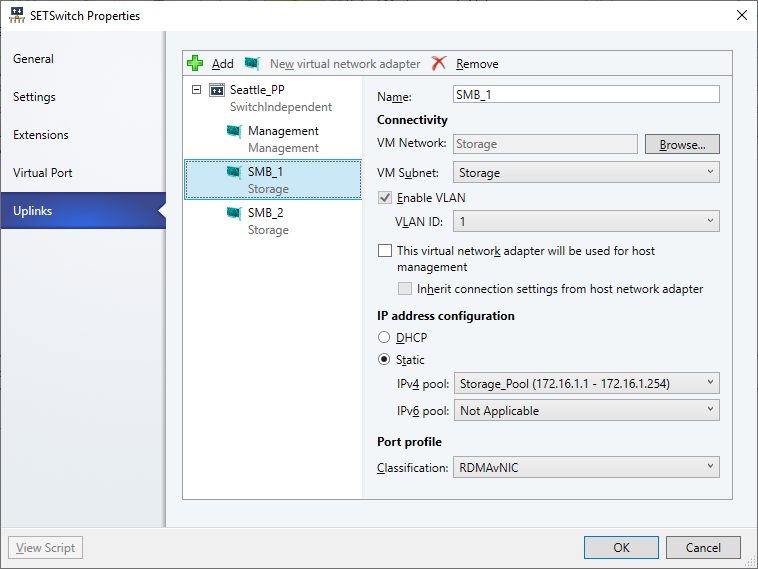 SETSwitch Properties
General
Settings
Extensions
Virtual Port
Uplinks
Add New virtual network adapter Remove
Seattle_PP
SwitchIndependent
Management
Management
SMB_1
Storage
SMB_2
Storage
Name: SMB_1
Connectivity
VM Network: Storage Browse...
VM Subnet: Storage
Enable VLAN
VLAN ID: 1
This virtual network adapter will be used for host
management
Inherit connection settings from host network adapter
IP address configuration
DHCP
Static
IPv4 pool: Storage_Pool (172.16.1.1 - 172.16.1.254)
IPv6 pool: Not Applicable
Port profile
Classification: RDMAvNIC
View Script OK Cancel